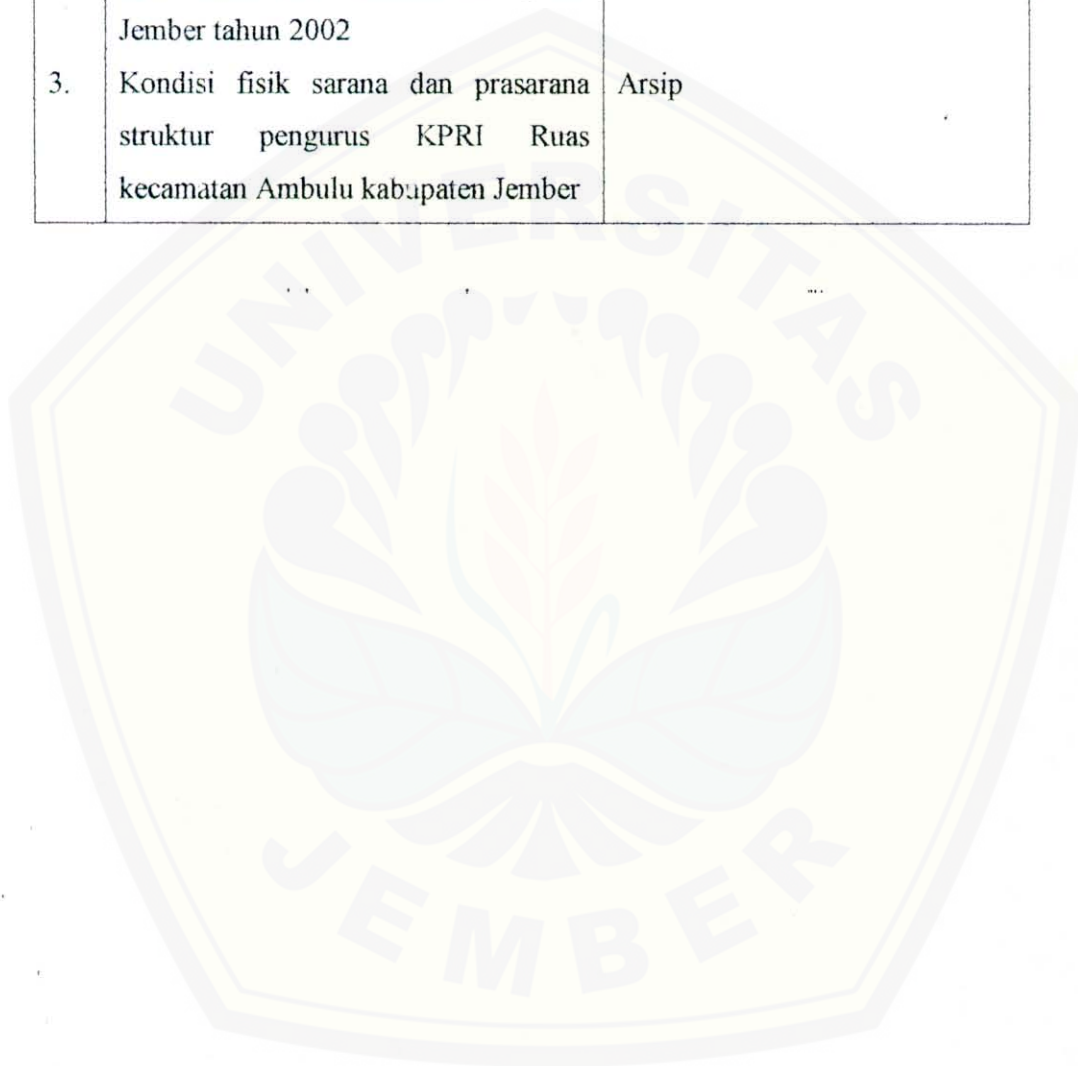 Jember tahun 2002
3. Kondisi fisik sarana dan prasarana Arsip
struktur pengurus KPRI Ruas
kecamatan Ambulu kabupaten Jember
UNIVERSITAS
JEMBER